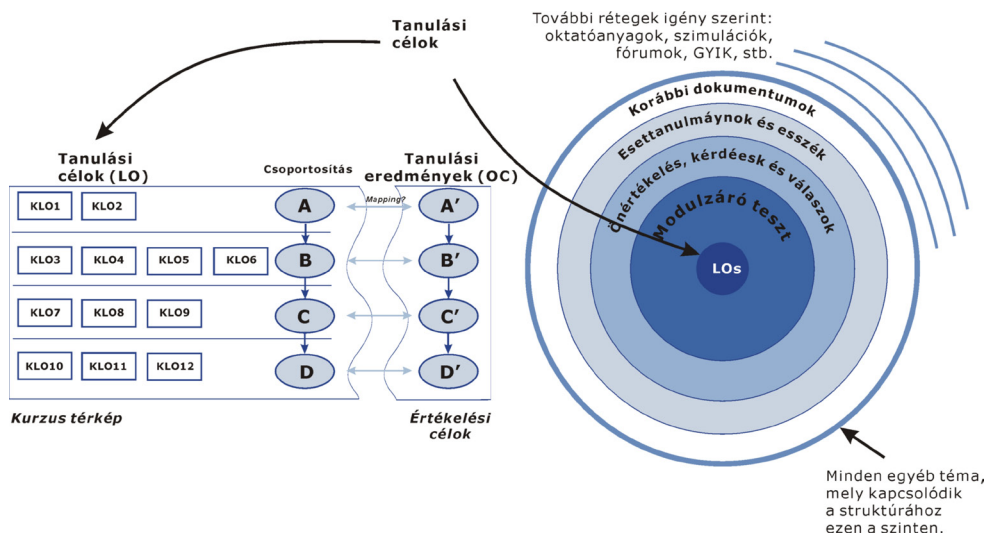 Tanulási
célok
További rétegek igény szerint:
oktatóanyagok, szimulációk,
fórumok, GYIK, stb.
Tanulási
célok (LO)
Csoportosítás
Tanulási
eredmények (OC)
KLO1 KLO2
A
Mapping?
A'
KLO3 KLO4 KLO5 KLO6
B
B'
KLO7 KLO8 KLO9
C
C'
KLO10 KLO11 KLO12
D
D'
Kurzus térkép
Értékelési
célok
Korábbi dokumentumok
Esettanulmáynok és esszék
Önértékelés, kérdéesk és válaszok
Modulzáró teszt
LOs
Minden egyéb téma,
mely kapcsolódik
a struktúrához
ezen a szinten.